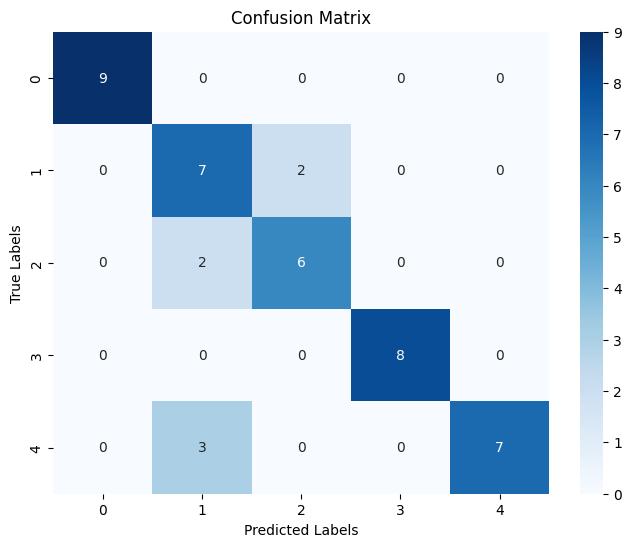 Confusion Matrix
True Labels
0 9 0 0 0 0
1 0 7 2 0 0
2 0 2 6 0 0
3 0 0 0 8 0
4 0 3 0 0 7
0 1 2 3 4
Predicted Labels
9
8
7
6
5
4
3
2
1
0